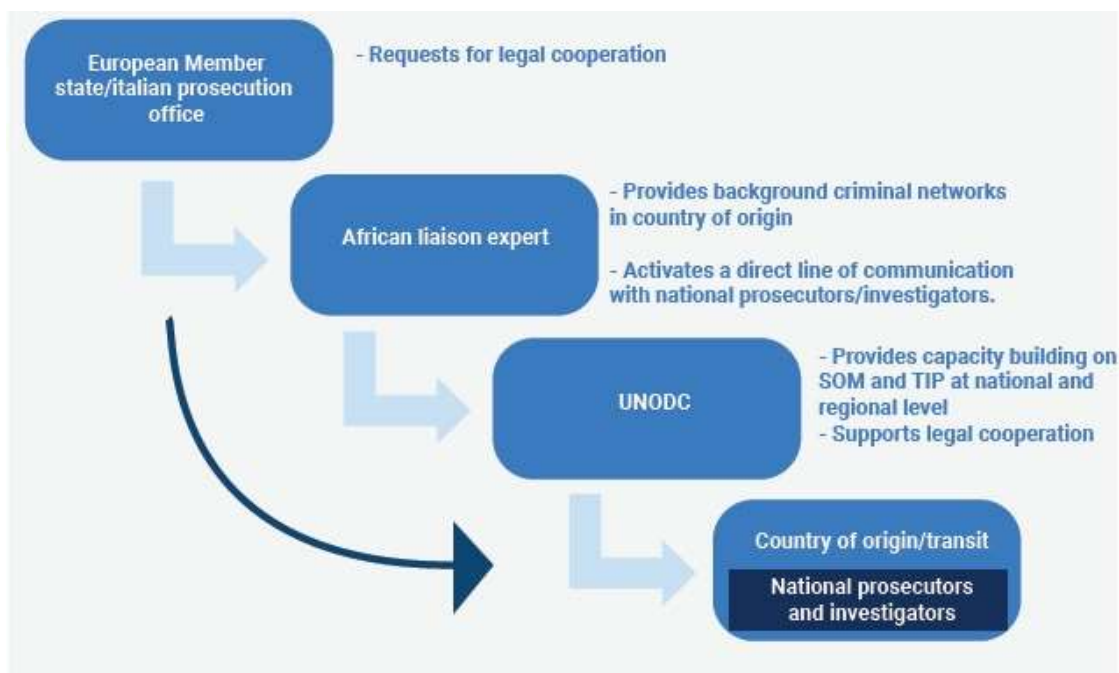 European Member
state/italian prosecution
office
- Requests for legal cooperation
African liaison expert
- Provides background criminal networks
in country of origin
- Activates a direct line of communication
with national prosecutors/investigators.
UNODC
- Provides capacity building on
SOM and TIP at national and
regional level
- Supports legal cooperation
Country of origin/transit
National prosecutors
and investigators